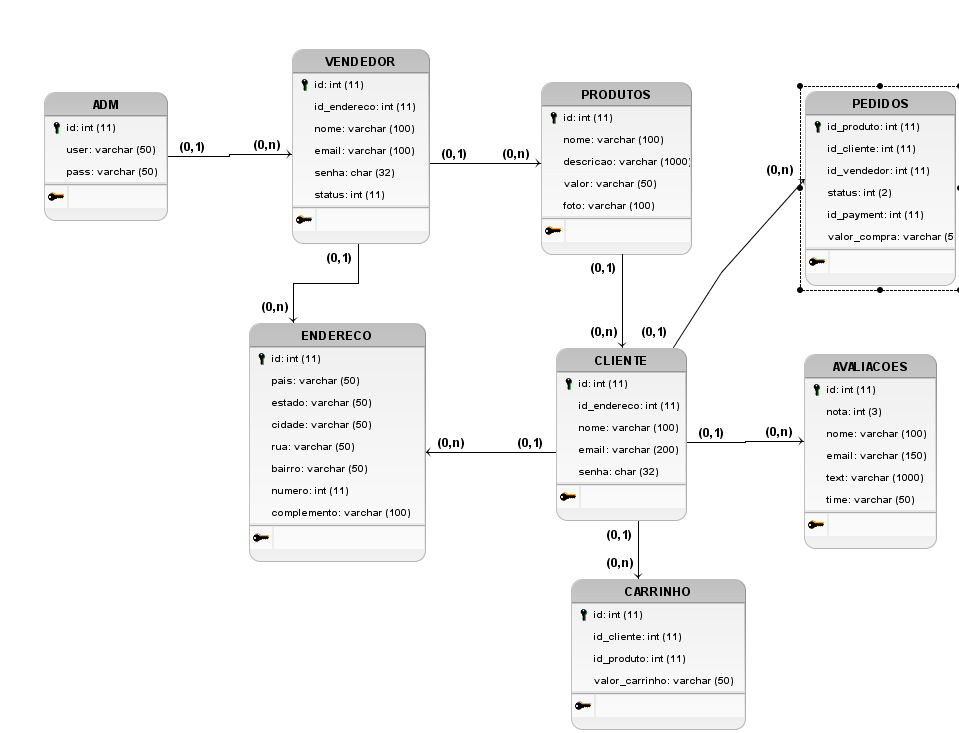 ADM
id: int (11)
user: varchar (50)
pass: varchar (50)
(0,1)
(0,n)
VENDEDOR
id: int (11)
id_endereco: int (11)
nome: varchar (100)
email: varchar (100)
senha: char (32)
status: int (11)
(0,1)
(0,n)
PRODUTOS
id: int (11)
nome: varchar (100)
descricao: varchar (1000)
valor: varchar (50)
foto: varchar (100)
(0,n)
PEDIDOS
id_produto: int (11)
id_cliente: int (11)
id_vendedor: int (11)
status: int (2)
id_payment: int (11)
valor_compra: varchar (5
(0,1)
(0,n)
(0,1)
(0,n)
(0,1)
ENDERECO
id: int (11)
pais: varchar (50)
estado: varchar (50)
cidade: varchar (50)
rua: varchar (50)
bairro: varchar (50)
numero: int (11)
complemento: varchar (100)
(0,n)
(0,1)
CLIENTE
id: int (11)
id_endereco: int (11)
nome: varchar (100)
email: varchar (200)
senha: char (32)
(0,1)
(0,n)
AVALIACOES
id: int (11)
nota: int (3)
nome: varchar (100)
email: varchar (150)
text: varchar (1000)
time: varchar (50)
(0,1)
(0,n)
CARRINHO
id: int (11)
id_cliente: int (11)
id_produto: int (11)
valor_carrinho: varchar (50)